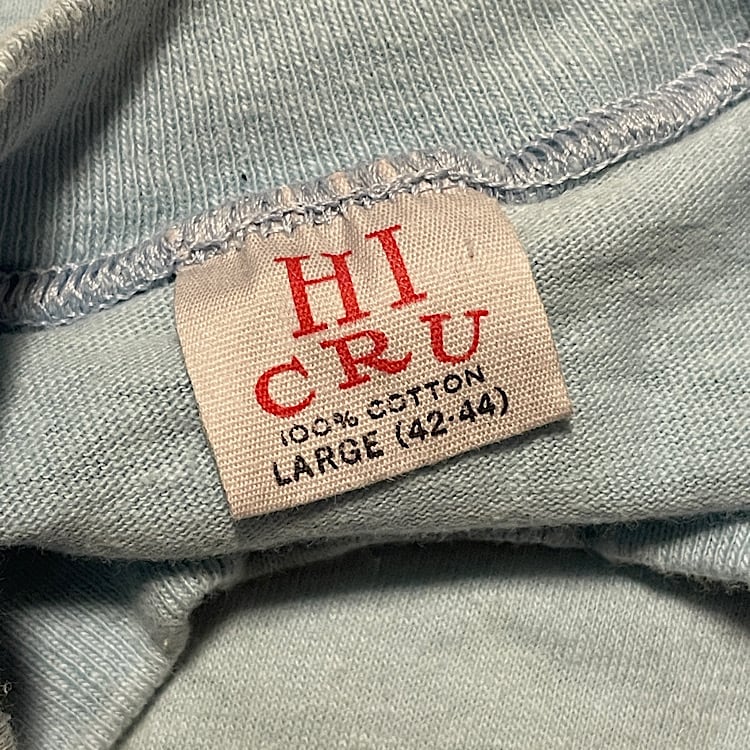 HI
CRU
100% COTTON
LARGE (42-44)